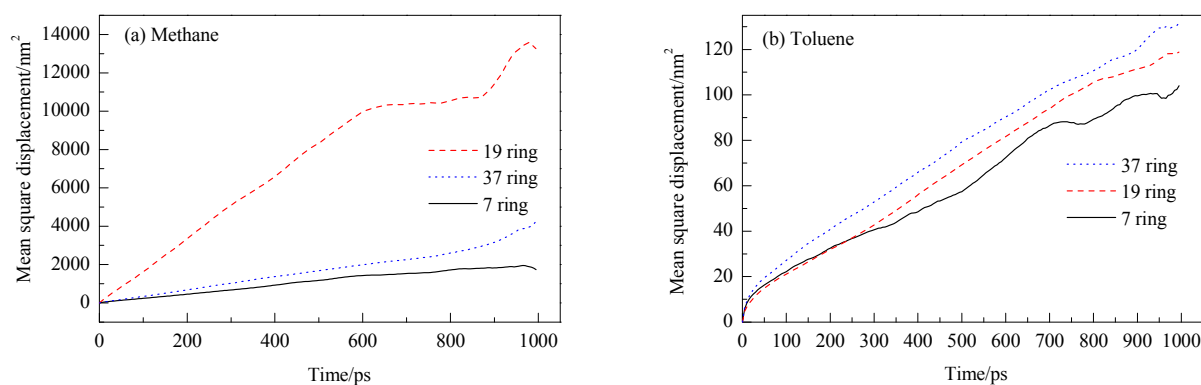 (a) Methane
Mean square displacement/nm²
14000
12000
10000
8000
6000
4000
2000
0
19 ring
37 ring
7 ring
0 200 400 600 800 1000
Time/ps
(b) Toluene
Mean square displacement/nm²
120
100
80
60
40
20
0
37 ring
19 ring
7 ring
0 100 200 300 400 500 600 700 800 900 1000
Time/ps